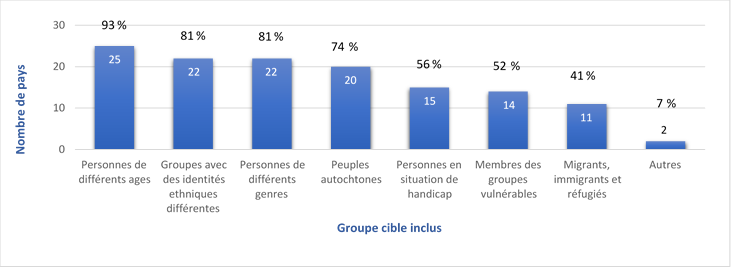 93 %
81 %
81 %
74 %
56 %
52 %
41 %
7 %
30
20
10
0
Nombre de pays
25
22
22
20
15
14
11
2
Personnes de
différents ages
Groupes avec
des identités
ethniques
différentes
Personnes de
différents
genres
Peuples
autochtones
Personnes en
situation de
handicap
Membres des
groupes
vulnérables
Migrants,
immigrants et
réfugiés
Autres
Groupe cible inclus